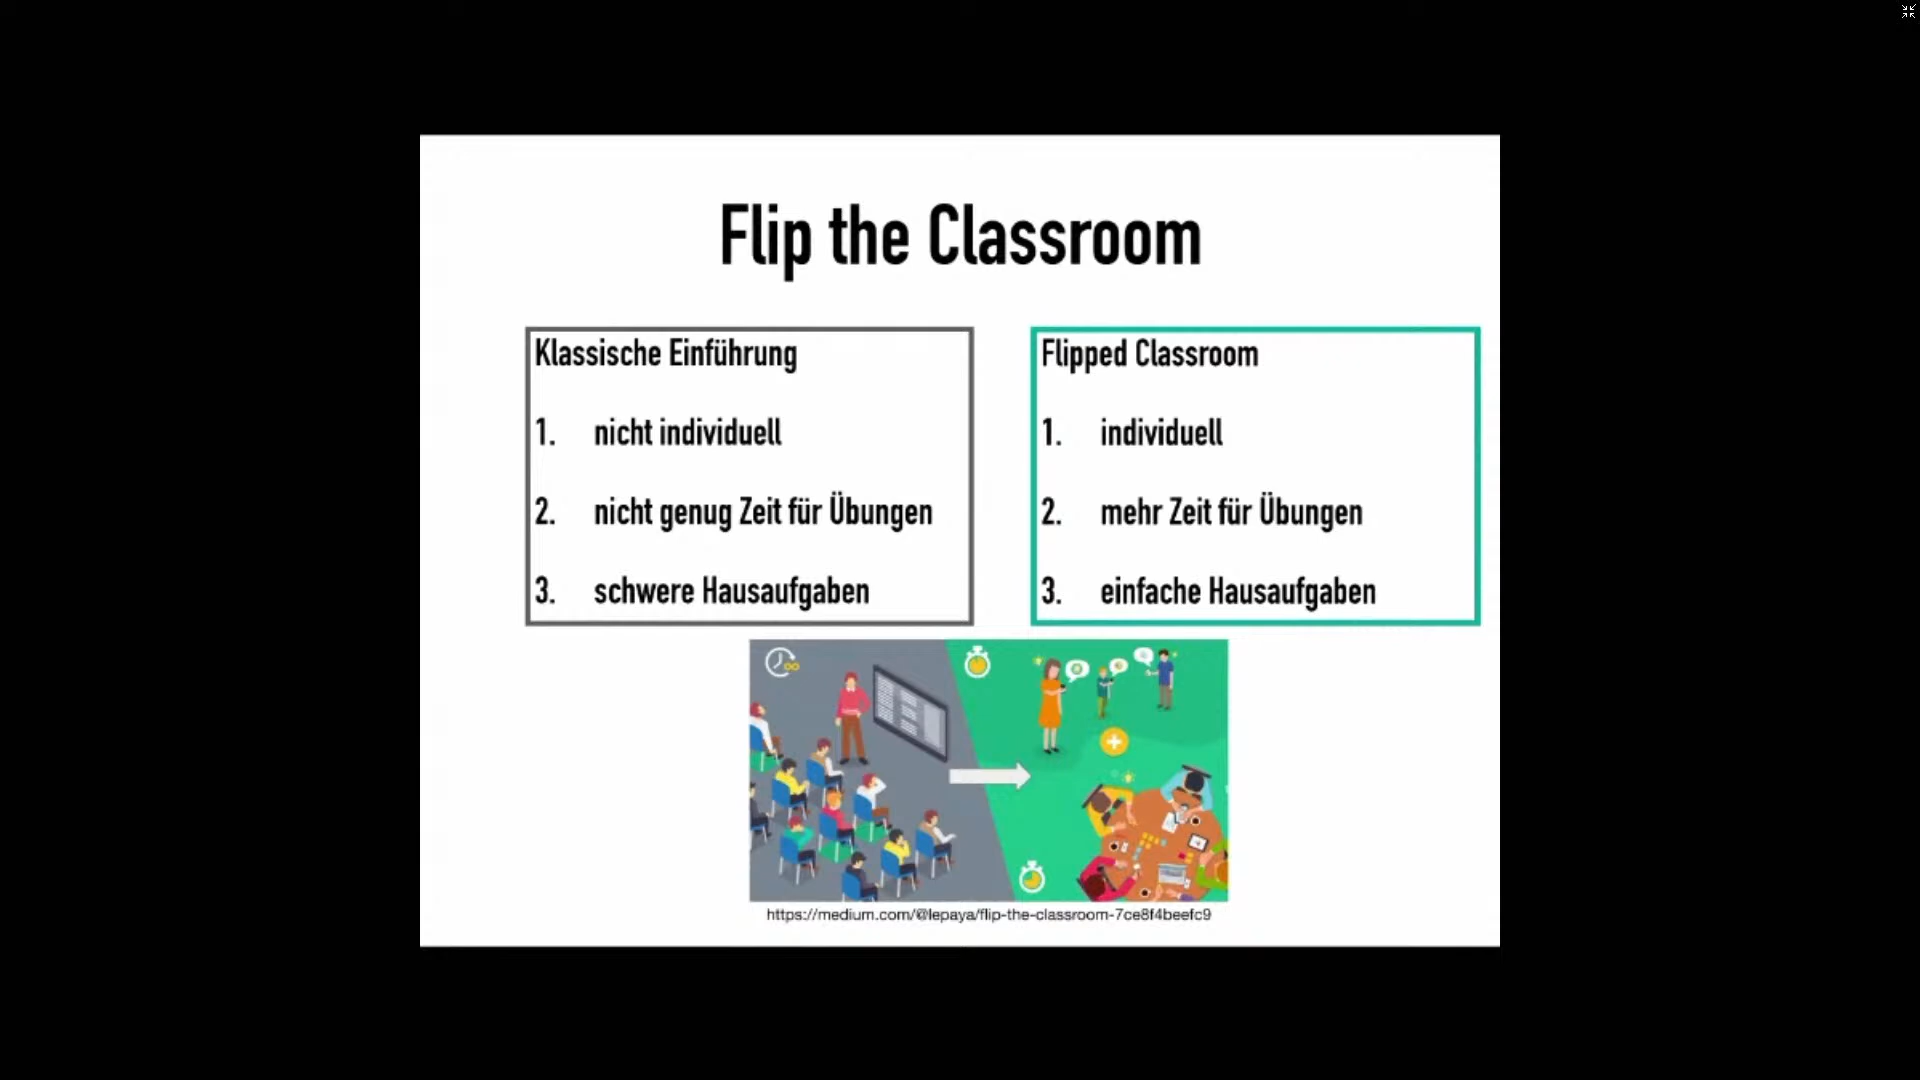 Flip the Classroom
Klassische Einführung
1. nicht individuell
2. nicht genug Zeit für Übungen
3. schwere Hausaufgaben
Flipped Classroom
1. individuell
2. mehr Zeit für Übungen
3. einfache Hausaufgaben
https://medium.com/@lepaya/flip-the-classroom-7ce8f4beefc9